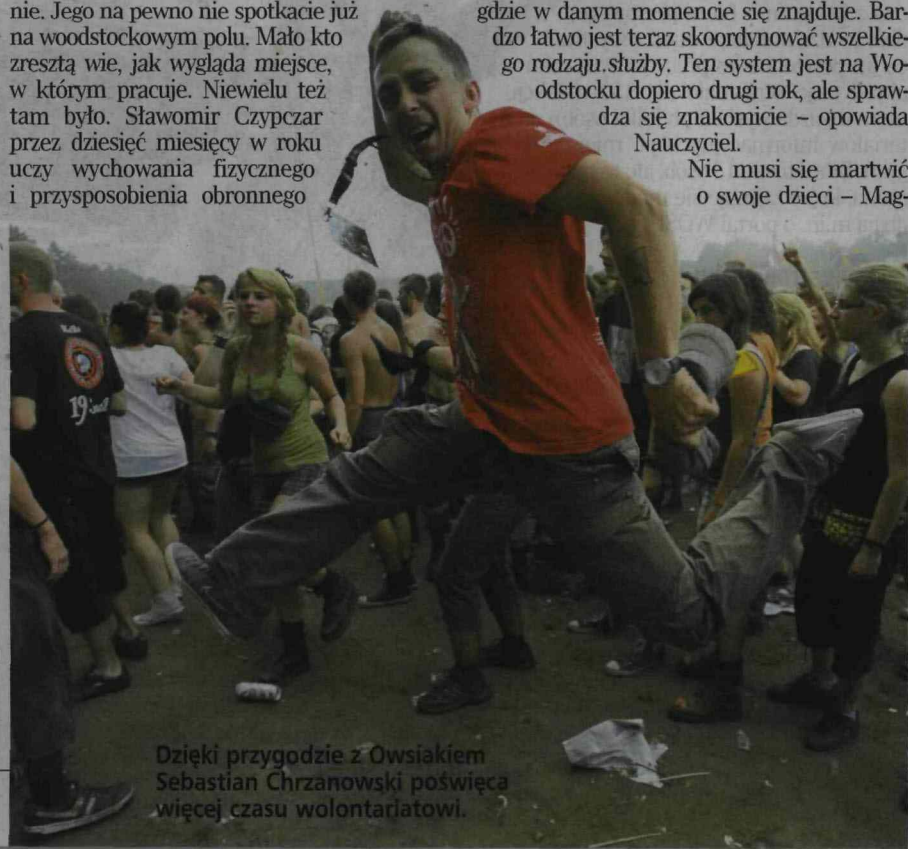 nie. Jego na pewno nie spotkacie już
na woodstockowym polu. Mało kto
zresztą wie, jak wygląda miejsce,
w którym pracuje. Niewielu też
tam było. Sławomir Czypczar
przez dziesięć miesięcy w roku
uczy wychowania fizycznego
i przysposobienia obronnego
gdzie w danym momencie się znajduje. Bar-
dzo łatwo jest teraz skoordynować wszelkie-
go rodzaju służby. Ten system jest na Wo-
odstocku dopiero drugi rok, ale spraw-
dza się znakomicie – opowiada
Nauczyciel.
Nie musi się martwić
o swoje dzieci – Mag-
19
Dzięki przygodzie z Owsiakiem
Sebastian Chrzanowski poświęca
więcej czasu wolontariatowi.